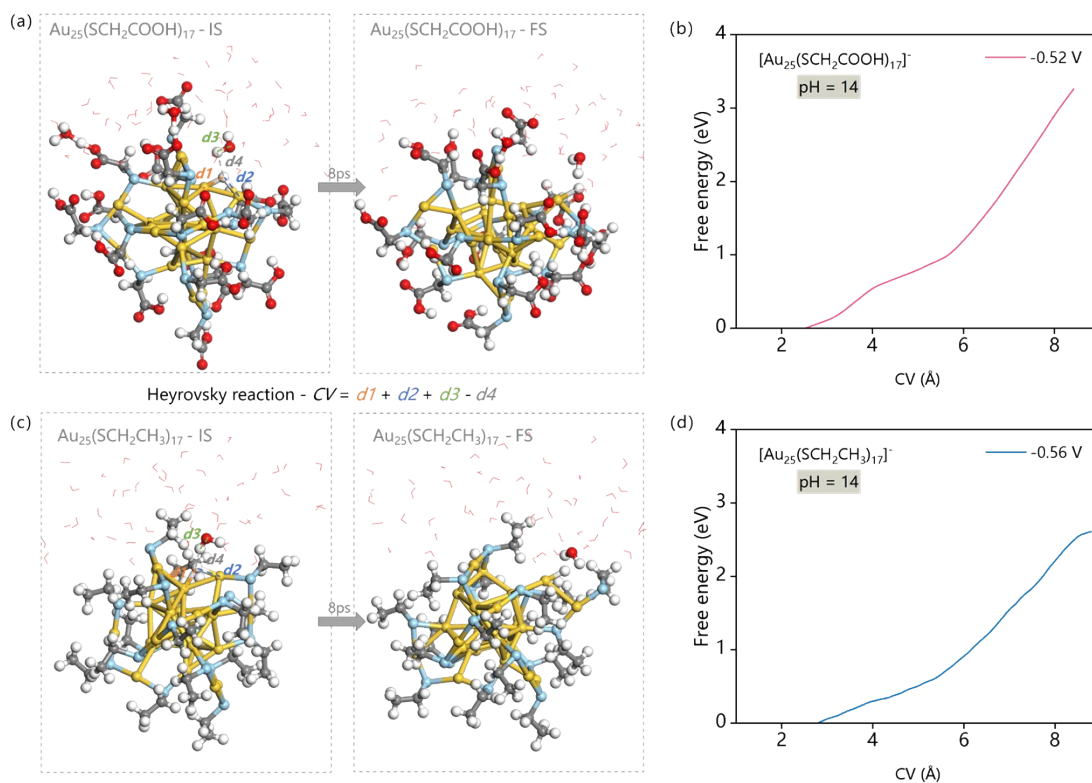 (a)
Au₂₅(SCH₂COOH)₁₇ - IS
Au₂₅(SCH₂COOH)₁₇ - FS
d3
d4
d1
d2
8ps
(b)
[Au₂₅(SCH₂COOH)₁₇]⁻
-0.52 V
pH = 14
Free energy (eV)
4
3
2
1
0
4
6
8
CV (Å)
Heyrovsky reaction - CV = d1 + d2 + d3 - d4
(c)
Au₂₅(SCH₂CH₃)₁₇ - IS
Au₂₅(SCH₂CH₃)₁₇ - FS
d3
d4
d2
8ps
(d)
[Au₂₅(SCH₂CH₃)₁₇]⁻
-0.56 V
pH = 14
Free energy (eV)
4
3
2
1
0
2
4
6
8
CV (Å)